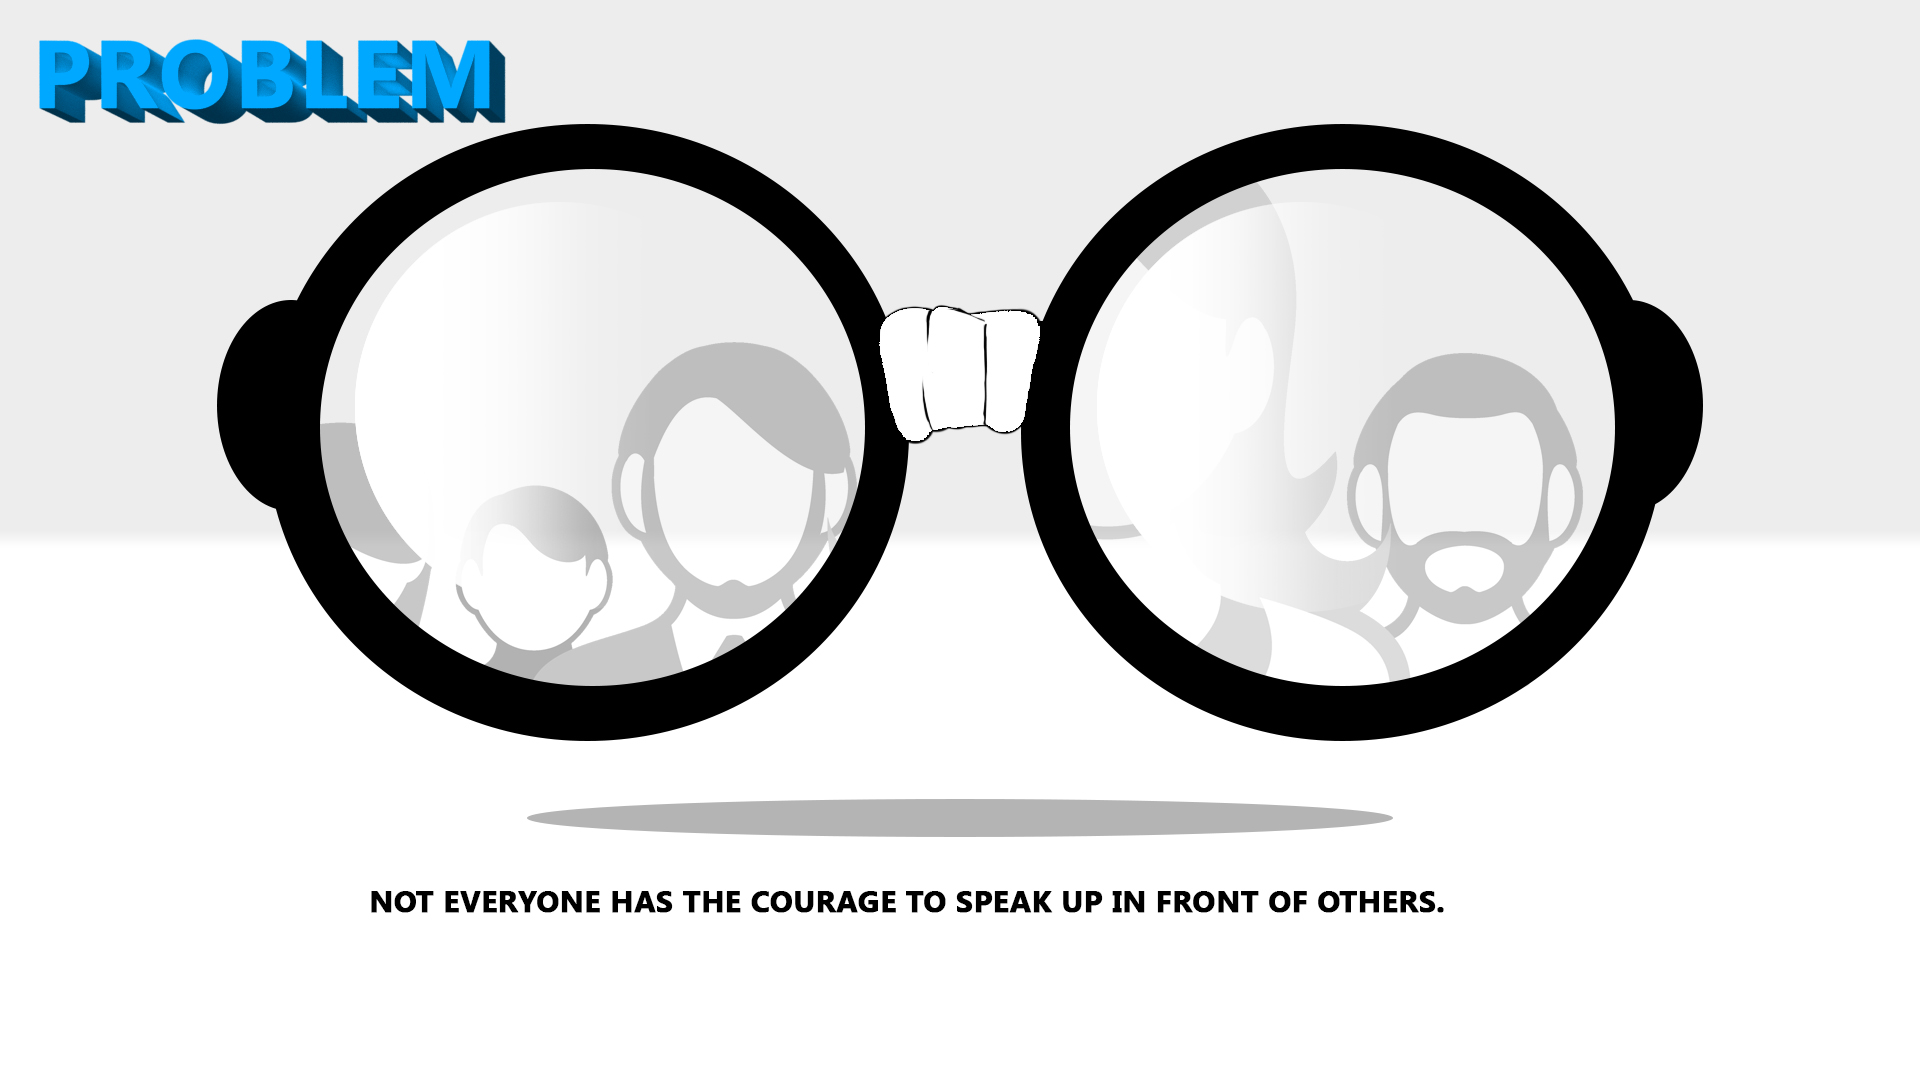 PROBLEM
NOT EVERYONE HAS THE COURAGE TO SPEAK UP IN FRONT OF OTHERS.